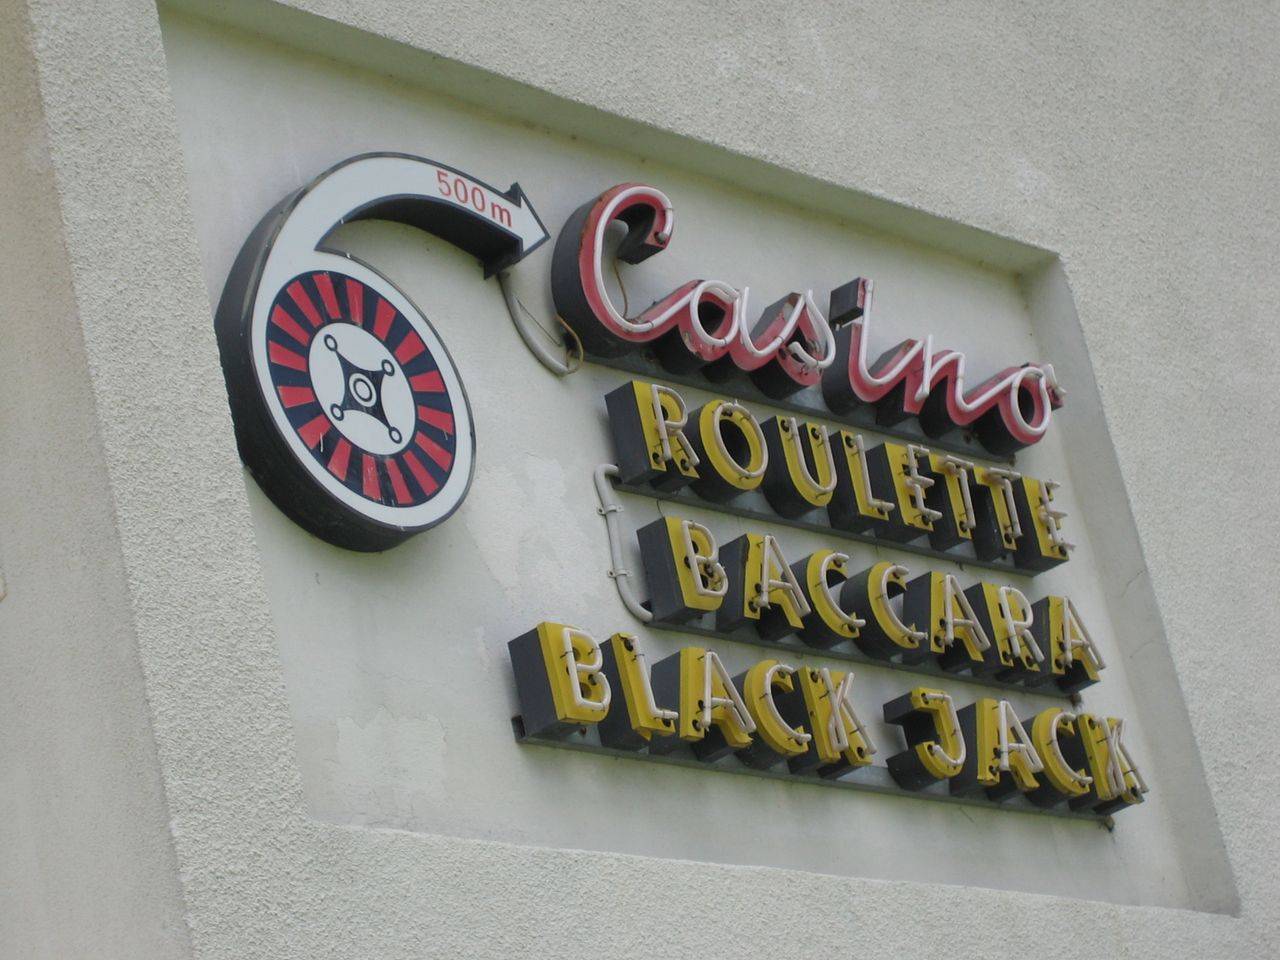 500m
Casino
ROULETTE
BACCARA
BLACK JACK